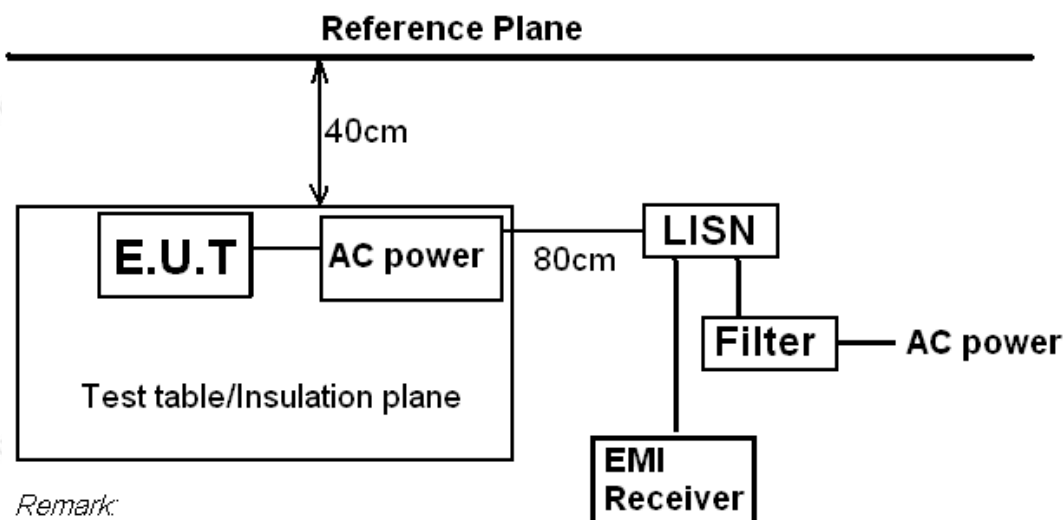 Reference Plane
40cm
E.U.T
AC power
80cm
LISN
Filter
AC power
Test table/Insulation plane
EMI
Receiver
Remark: